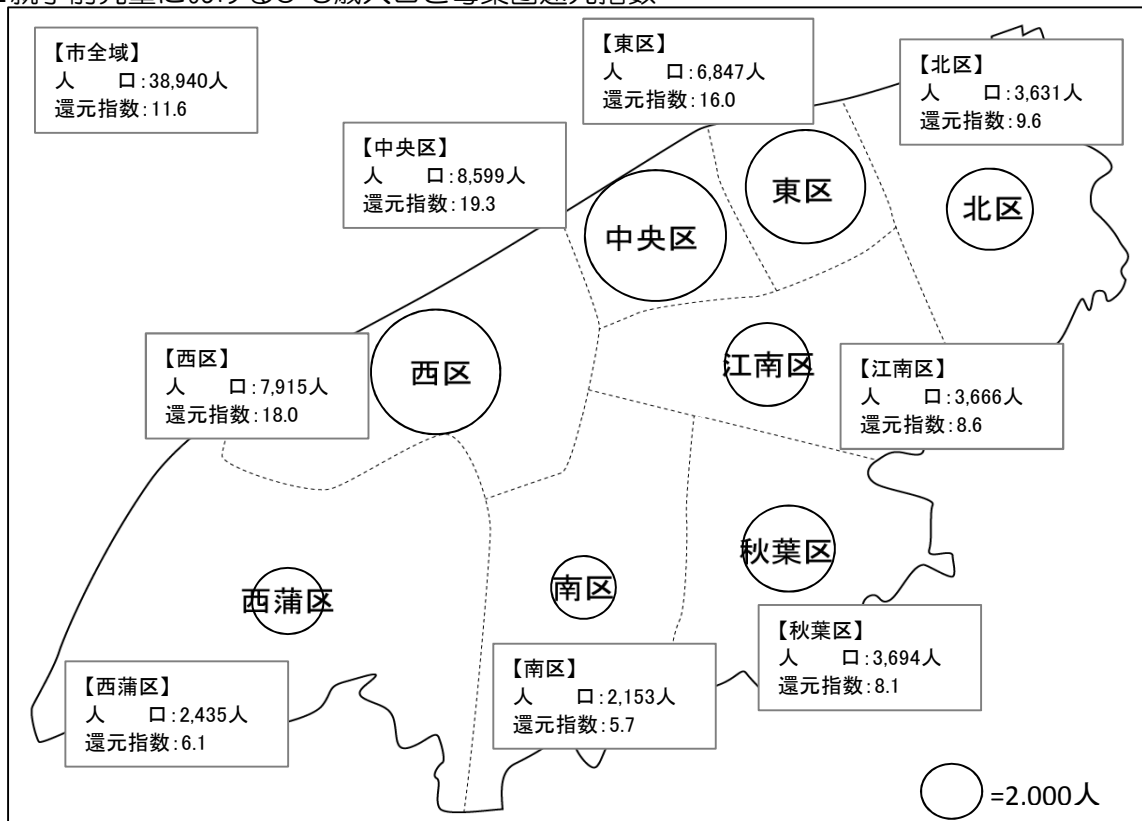 【市全域】
人　　口:38,940人
還元指数:11.6
【東区】
人　　口:6,847人
還元指数:16.0
【北区】
人　　口:3,631人
還元指数:9.6
【中央区】
人　　口:8,599人
還元指数:19.3
東区
北区
中央区
【西区】
人　　口:7,915人
還元指数:18.0
西区
江南区
【江南区】
人　　口:3,666人
還元指数:8.6
秋葉区
南区
西蒲区
【秋葉区】
人　　口:3,694人
還元指数:8.1
【南区】
人　　口:2,153人
還元指数:5.7
【西蒲区】
人　　口:2,435人
還元指数:6.1
=2.000人